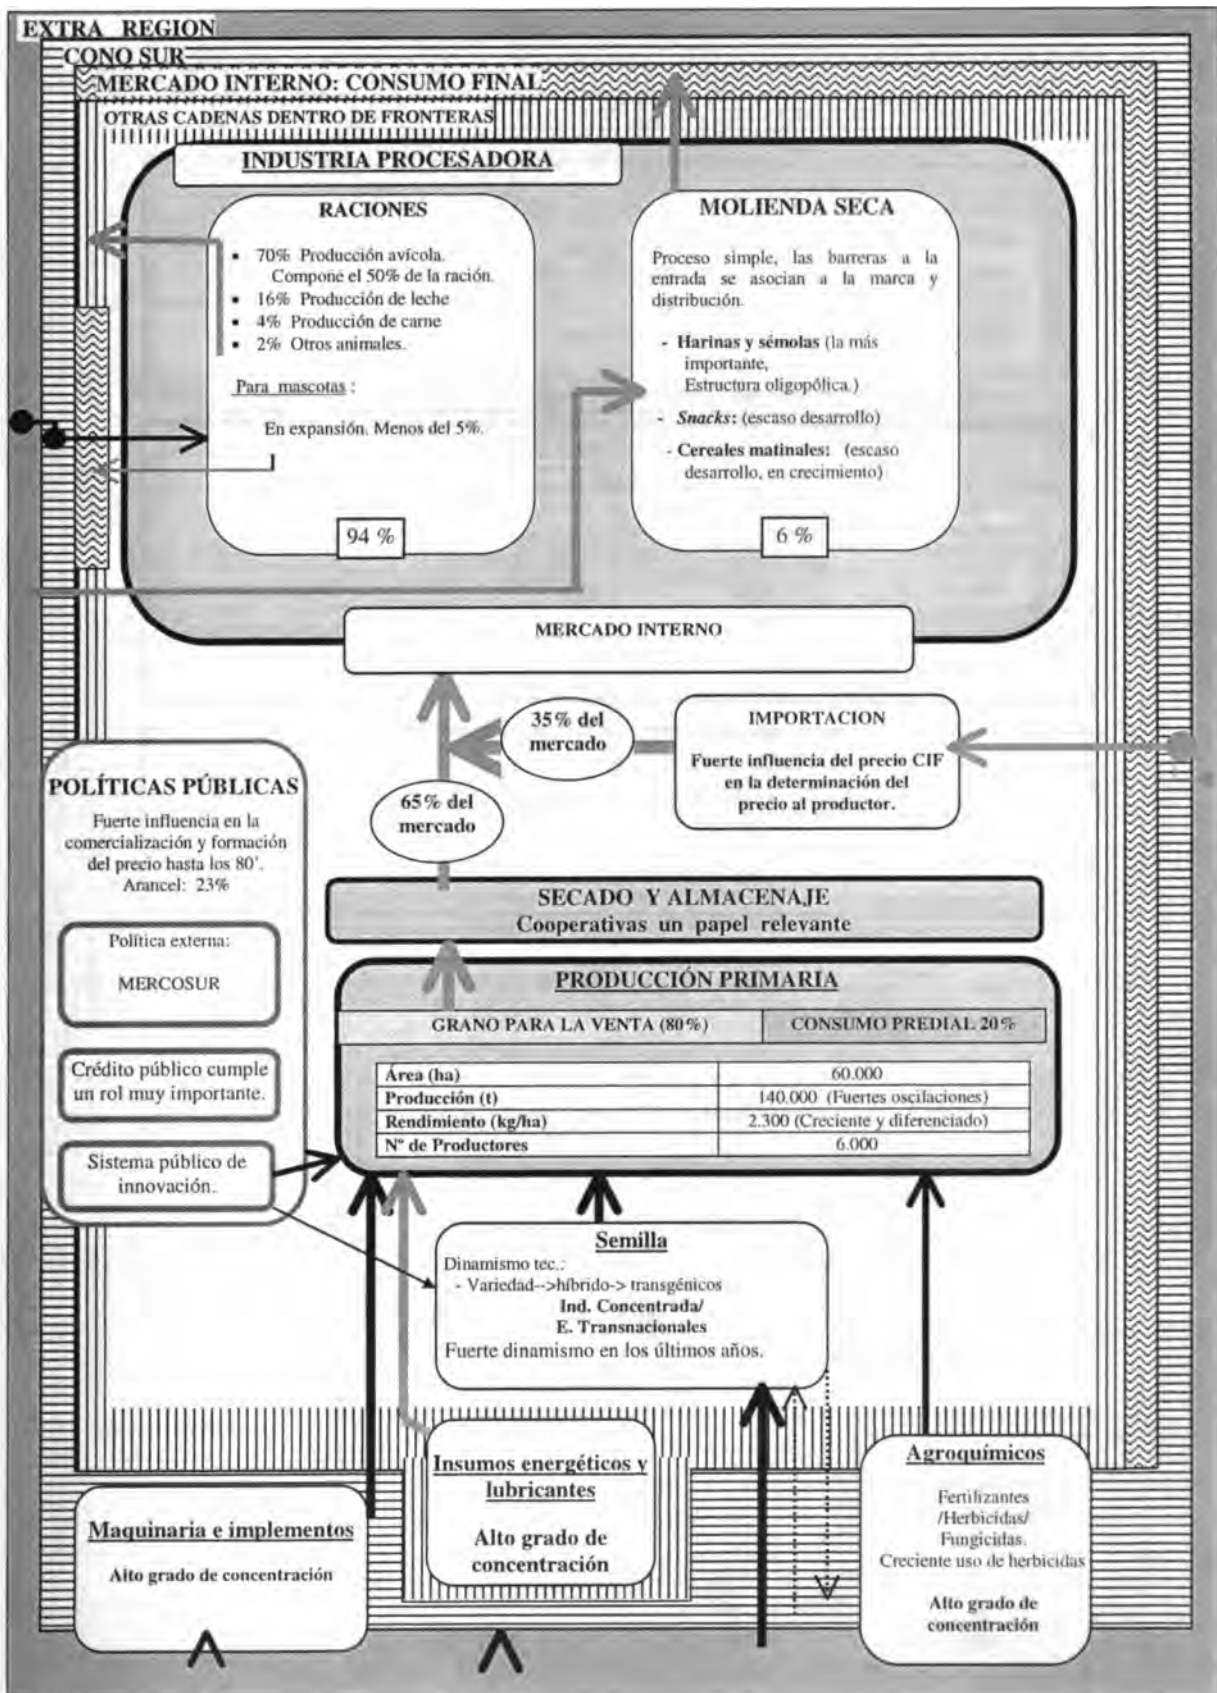 EXTRA REGION
CONO SUR
MERCADO INTERNO: CONSUMO FINAL
OTRAS CADENAS DENTRO DE FRONTERAS
INDUSTRIA PROCESADORA
RACIONES
▪ 70% Producción avícola.
Compone el 50% de la ración.
▪ 16% Producción de leche
▪ 4% Producción de carne
▪ 2% Otros animales.
Para mascotas :
En expansión. Menos del 5%.
94 %
MOLIENDA SECA
Proceso simple, las barreras a la
entrada se asocian a la marca y
distribución.
- Harinas y sémolas (la más
importante,
Estructura oligopólica.)
- Snacks: (escaso desarrollo)
- Cereales matinales: (escaso
desarrollo, en crecimiento)
6 %
MERCADO INTERNO
35% del
mercado
IMPORTACION
Fuerte influencia del precio CIF
en la determinación del
precio al productor.
65% del
mercado
POLÍTICAS PÚBLICAS
Fuerte influencia en la
comercialización y formación
del precio hasta los 80'.
Arancel: 23%
Política externa:
MERCOSUR
Crédito público cumple
un rol muy importante.
Sistema público de
innovación.
SECADO Y ALMACENAJE
Cooperativas un papel relevante
PRODUCCIÓN PRIMARIA
GRANO PARA LA VENTA (80%) CONSUMO PREDIAL 20%
Área (ha) 60.000
Producción (t) 140.000 (Fuertes oscilaciones)
Rendimiento (kg/ha) 2.300 (Creciente y diferenciado)
Nº de Productores 6.000
Semilla
Dinamismo tec.:
- Variedad-->híbrido-> transgénicos
Ind. Concentrada/
E. Transnacionales
Fuerte dinamismo en los últimos años.
Insumos energéticos y
lubricantes
Alto grado de
concentración
Maquinaria e implementos
Alto grado de concentración
Agroquímicos
Fertilizantes
/Herbicidas/
Fungicidas.
Creciente uso de herbicidas
Alto grado de
concentración